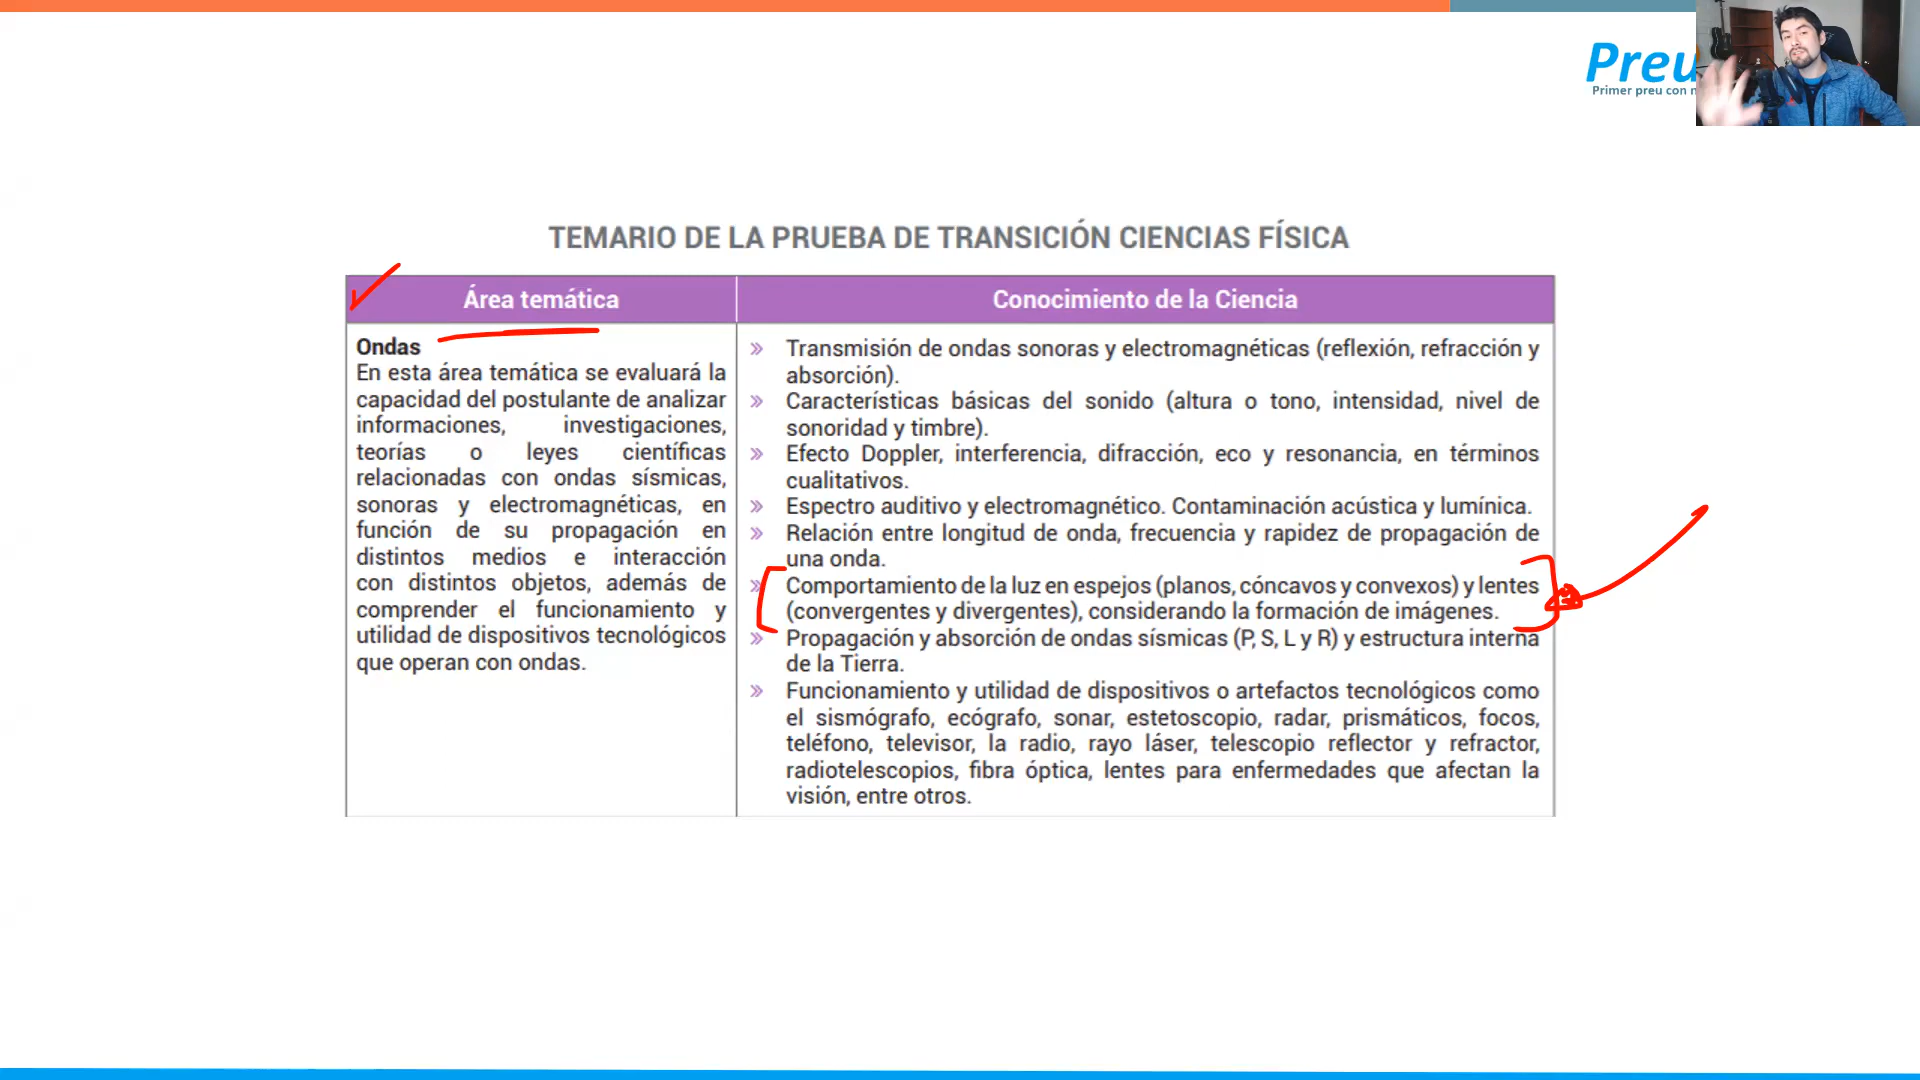 Preu
Primer preu con
TEMARIO DE LA PRUEBA DE TRANSICIÓN CIENCIAS FÍSICA
Área temática
Conocimiento de la Ciencia
Ondas
En esta área temática se evaluará la
capacidad del postulante de analizar
informaciones, investigaciones,
teorías o leyes científicas
relacionadas con ondas sísmicas,
sonoras y electromagnéticas, en
función de su propagación en
distintos medios e interacción
con distintos objetos, además de
comprender el funcionamiento y
utilidad de dispositivos tecnológicos
que operan con ondas.
» Transmisión de ondas sonoras y electromagnéticas (reflexión, refracción y
absorción).
» Características básicas del sonido (altura o tono, intensidad, nivel de
sonoridad y timbre).
» Efecto Doppler, interferencia, difracción, eco y resonancia, en términos
cualitativos.
» Espectro auditivo y electromagnético. Contaminación acústica y lumínica.
» Relación entre longitud de onda, frecuencia y rapidez de propagación de
una onda.
» Comportamiento de la luz en espejos (planos, cóncavos y convexos) y lentes
(convergentes y divergentes), considerando la formación de imágenes.
» Propagación y absorción de ondas sísmicas (P, S, L y R) y estructura interna
de la Tierra.
» Funcionamiento y utilidad de dispositivos o artefactos tecnológicos como
el sismógrafo, ecógrafo, sonar, estetoscopio, radar, prismáticos, focos,
teléfono, televisor, la radio, rayo láser, telescopio reflector y refractor,
radiotelescopios, fibra óptica, lentes para enfermedades que afectan la
visión, entre otros.